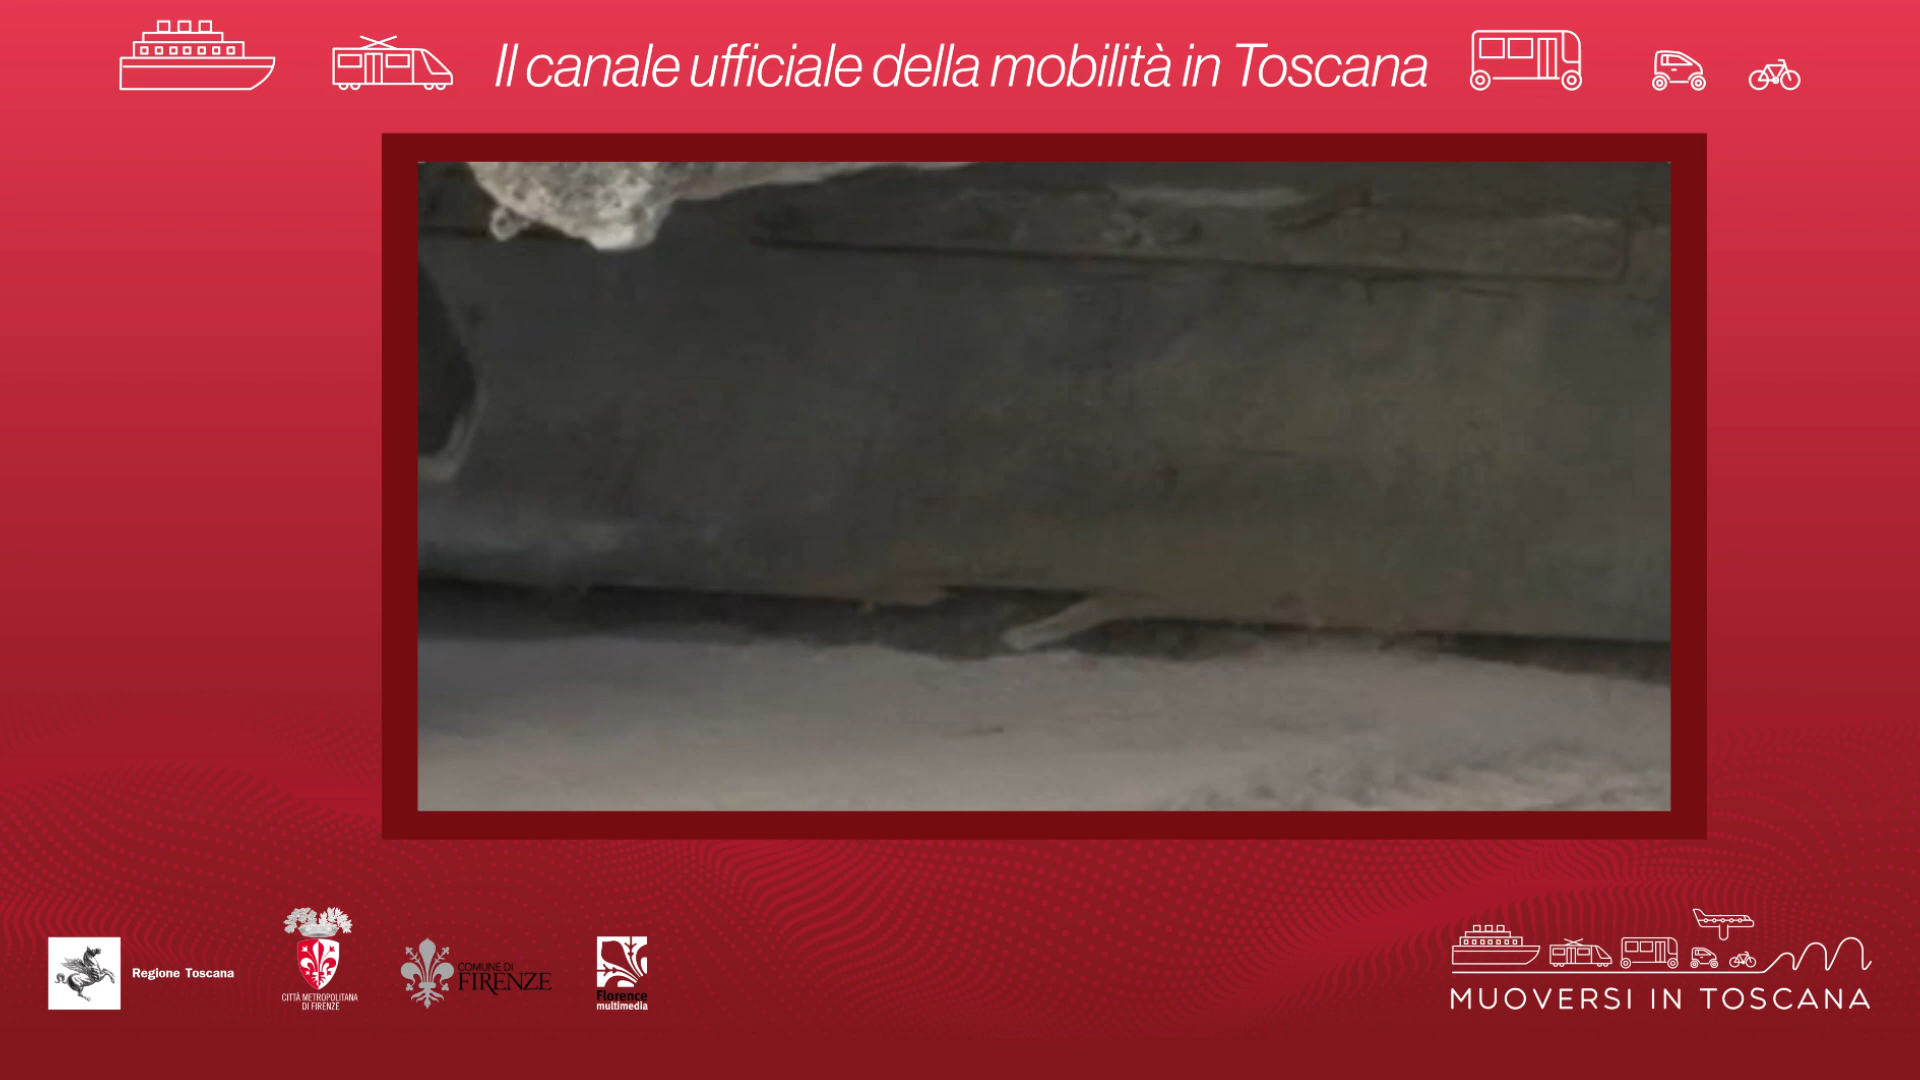 Il canale ufficiale della mobilità in Toscana
Regione Toscana
CITTÀ METROPOLITANA
DI FIRENZE
COMUNE DI
FIRENZE
Florence
multimedia
MUOVERSI IN TOSCANA